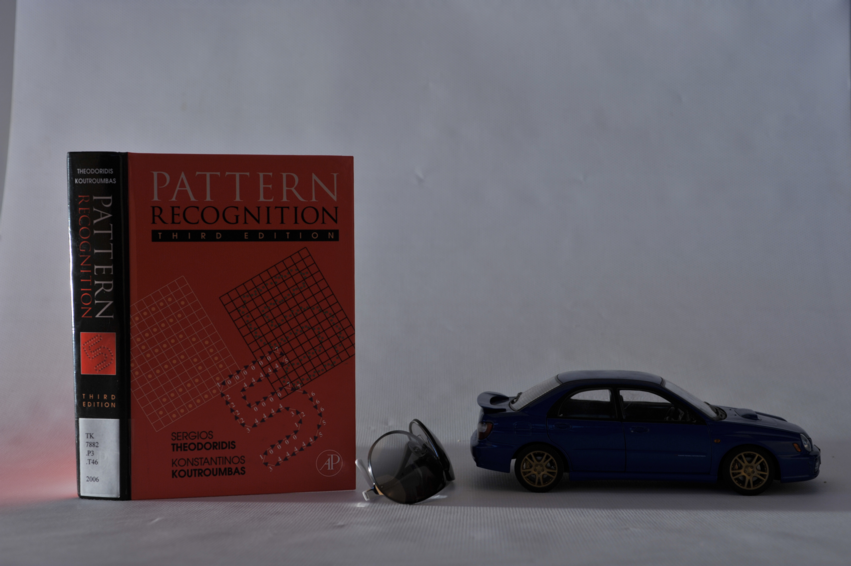 THEODORIDIS
KOUTROUMBAS
PATTERN
RECOGNITION
THIRD
EDITION
TK
7882
.P3
.T46
2006
PATTERN
RECOGNITION
THIRD EDITION
SERGIOS
THEODORIDIS
KONSTANTINOS
KOUTROUMBAS
AP